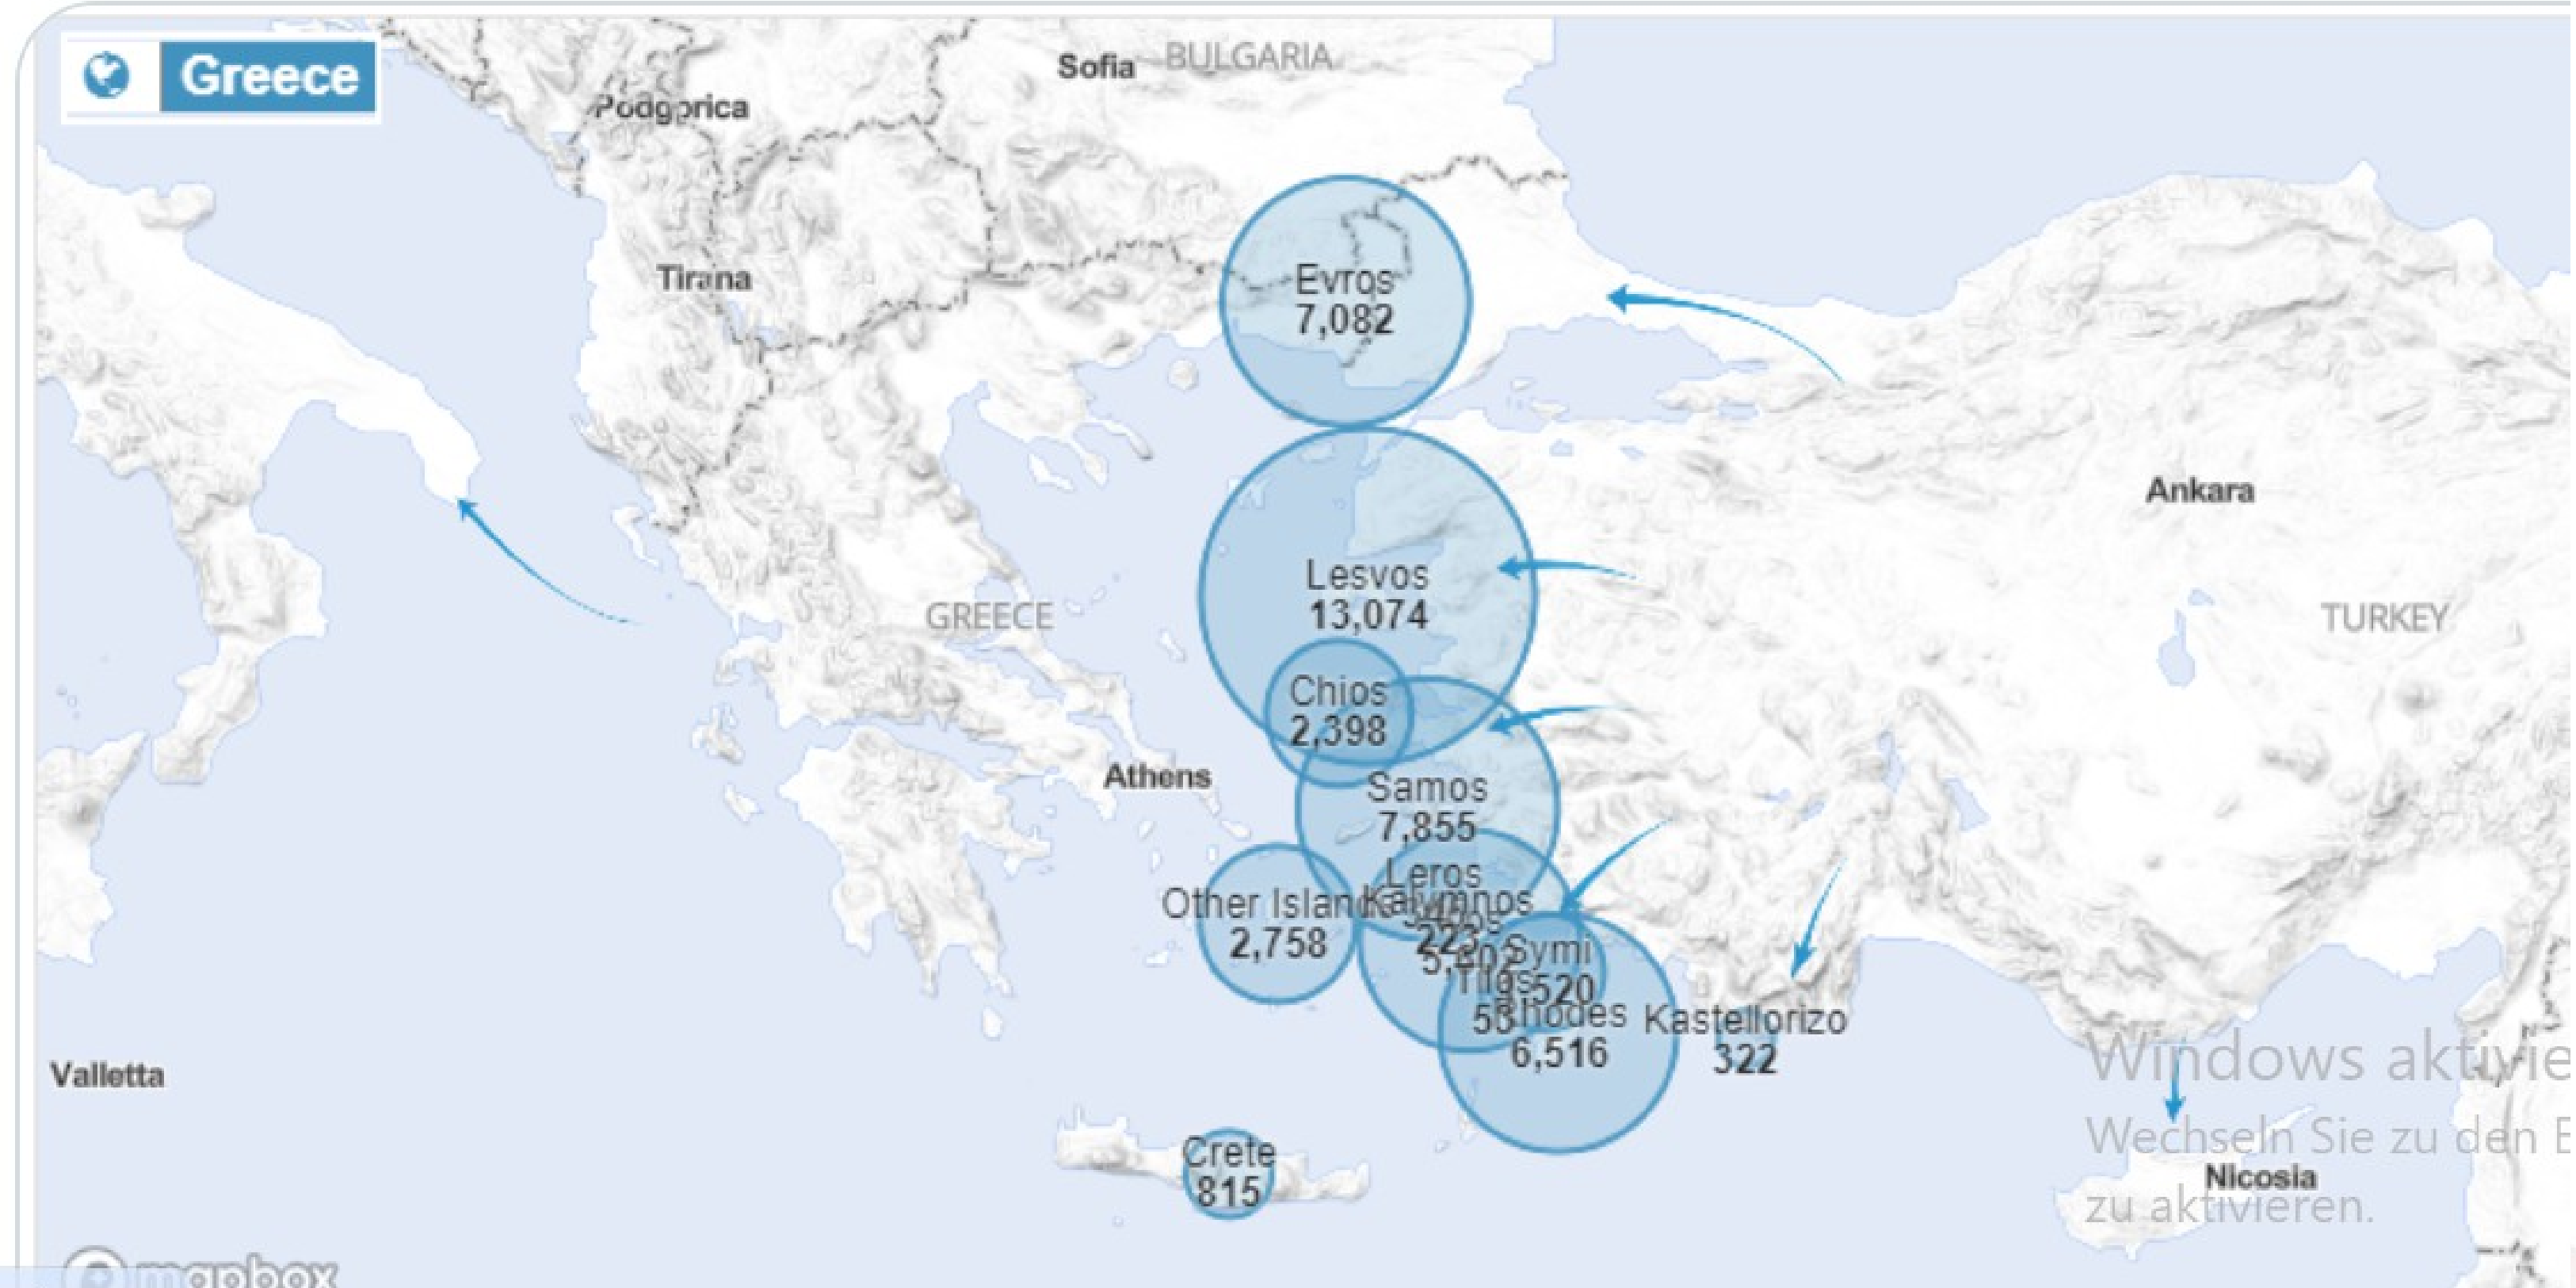 Greece
Sofia
BULGARIA
Podgorica
Tirana
Evros
7,082
Ankara
Lesvos
13,074
GREECE
TURKEY
Chios
2,398
Athens
Samos
7,855
Leros
Kalymnos
223
Other Island
2,758
Symi
520
Tilos
Rhodes
6,516
Kastellorizo
322
Valletta
Crete
815
Windows aktivie
Wechseln Sie zu den E
zu aktivieren.
Nicosia
mapbox